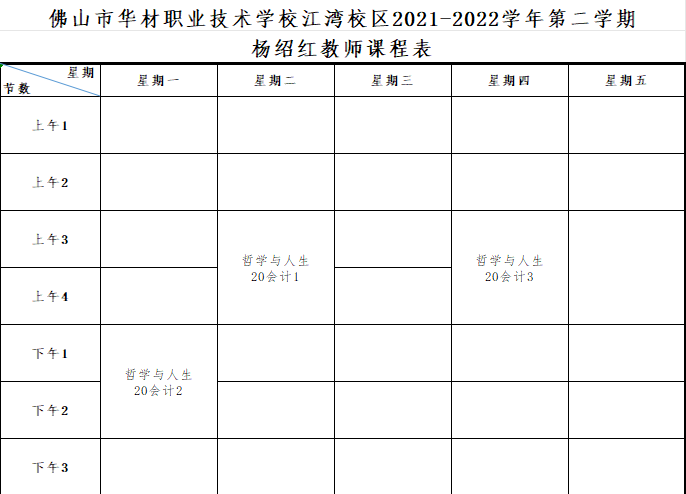 佛山市华材职业技术学校江湾校区2021-2022学年第二学期
杨绍红教师课程表
星期
节数
星期一
星期二
星期三
星期四
星期五
上午1
上午2
上午3
哲学与人生
20会计1
哲学与人生
20会计3
上午4
下午1
哲学与人生
20会计2
下午2
下午3